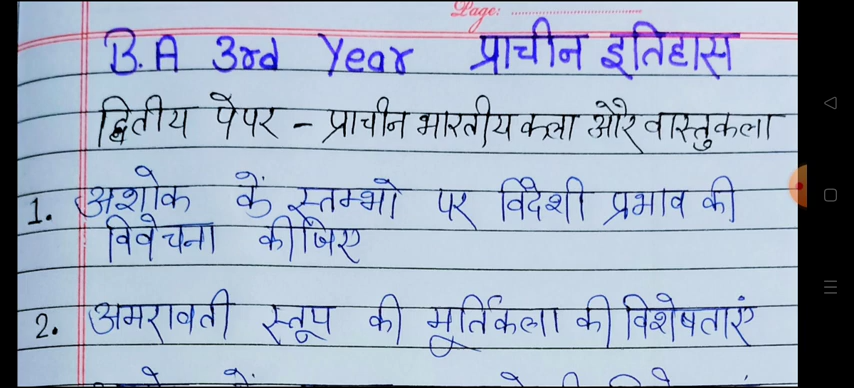 Page:
B.A 3rd Year प्राचीन इतिहास
द्वितीय पेपर - प्राचीन भारतीय कला और वास्तुकला
1. अशोक के स्तम्भो पर विदेशी प्रभाव की
विवेचना कीजिए
2. अमरावती स्तूप की मूर्तिकला की विशेषताएं